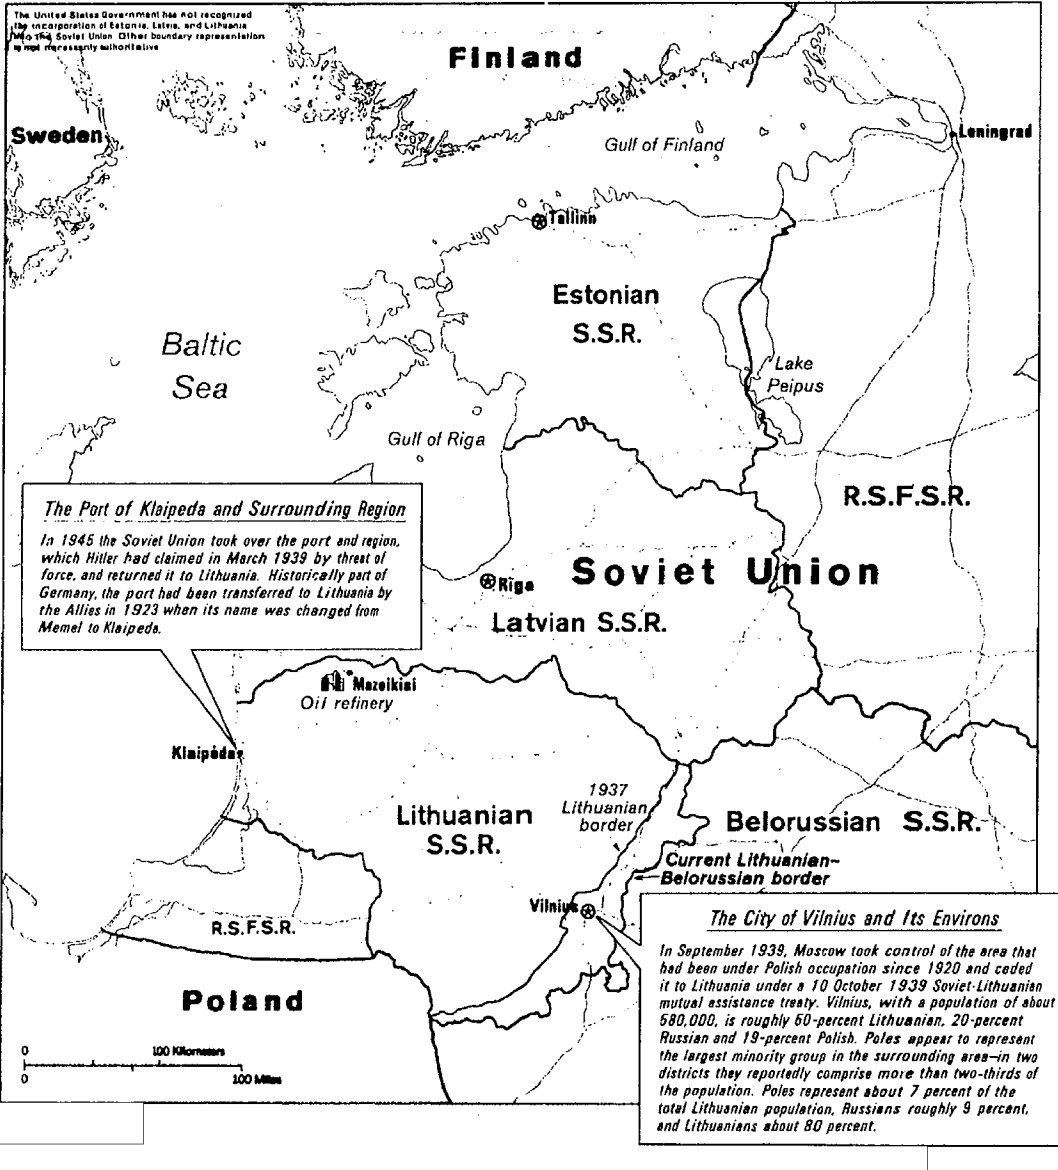 The United States Government has not recognized
the incorporation of Estonia, Latvia, and Lithuania
into the Soviet Union. Other boundary representation
is not necessarily authoritative
Finland
Sweden
Leningrad
Gulf of Finland
Tallinn
Estonian
S.S.R.
Baltic
Sea
Lake
Peipus
Gulf of Riga
R.S.F.S.R.
The Port of Klaipeda and Surrounding Region
In 1945 the Soviet Union took over the port and region,
which Hitler had claimed in March 1939 by threat of
force, and returned it to Lithuania. Historically part of
Germany, the port had been transferred to Lithuania by
the Allies in 1923 when its name was changed from
Memel to Klaipeda.
Soviet Union
Riga
Latvian S.S.R.
Mazeikiai
Oil refinery
Klaipėda
1937
Lithuanian
border
Lithuanian
S.S.R.
Belorussian S.S.R.
Current Lithuanian–
Belorussian border
Vilnius
R.S.F.S.R.
Poland
The City of Vilnius and Its Environs
In September 1939, Moscow took control of the area that
had been under Polish occupation since 1920 and ceded
it to Lithuania under a 10 October 1939 Soviet-Lithuanian
mutual assistance treaty. Vilnius, with a population of about
580,000, is roughly 50-percent Lithuanian, 20-percent
Russian and 19-percent Polish. Poles appear to represent
the largest minority group in the surrounding area—in two
districts they reportedly comprise more than two-thirds of
the population. Poles represent about 7 percent of the
total Lithuanian population, Russians roughly 9 percent,
and Lithuanians about 80 percent.
0 100 Kilometers
0 100 Miles